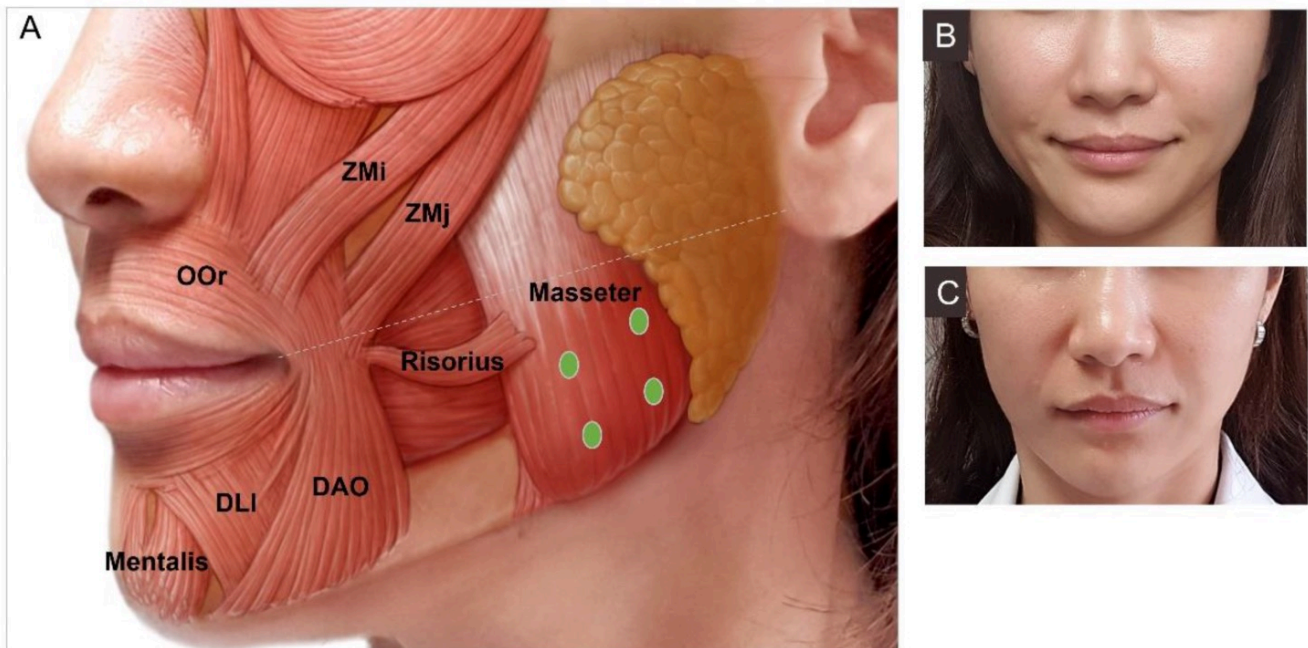 A
B
ZMi
ZMj
OOr
Masseter
C
Risorius
DAO
DLI
Mentalis